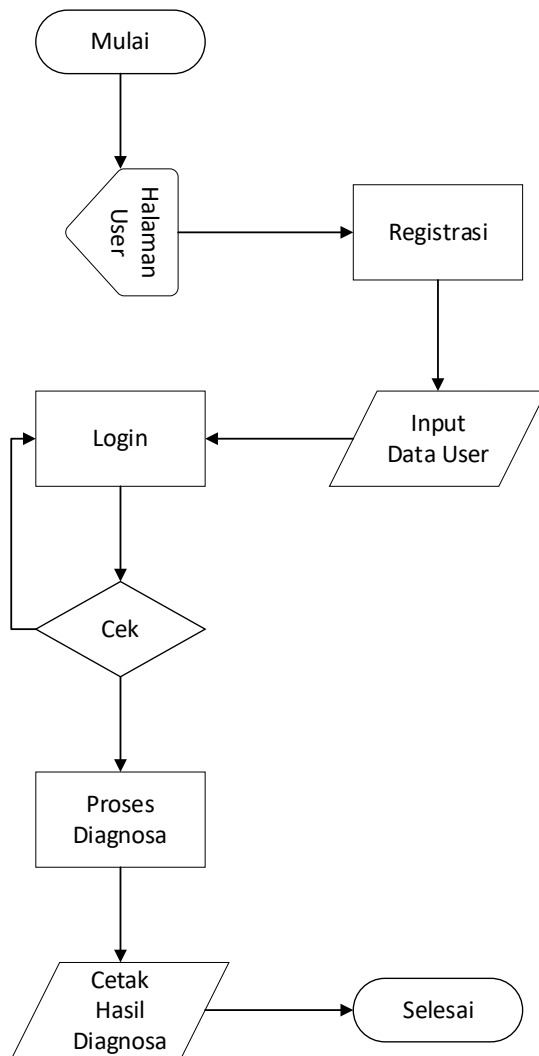 Mulai
Halaman
User
Registrasi
Input
Data User
Login
Cek
Proses
Diagnosa
Cetak
Hasil
Diagnosa
Selesai